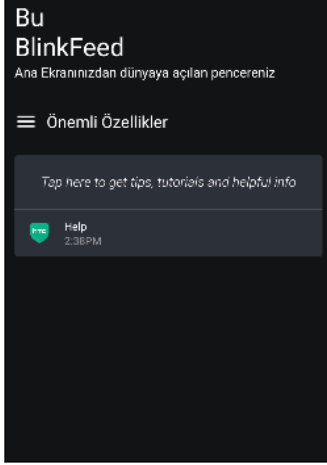 Bu
BlinkFeed
Ana Ekranınızdan dünyaya açılan pencereniz
Önemli Özellikler
Tap here to get tips, tutorials and helpful info
hTC
Help
2:38PM